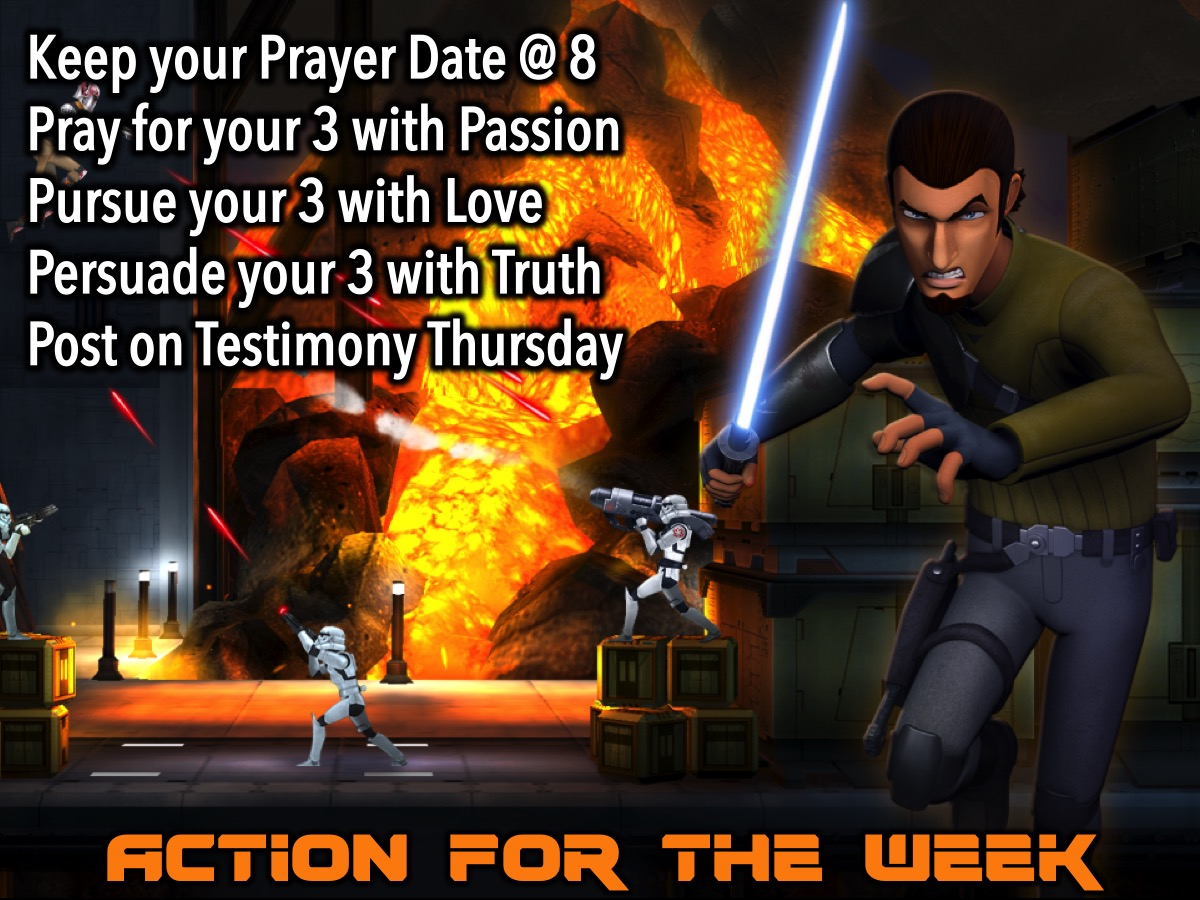 Keep your Prayer Date @ 8
Pray for your 3 with Passion
Pursue your 3 with Love
Persuade your 3 with Truth
Post on Testimony Thursday
ACTION FOR THE WEEK